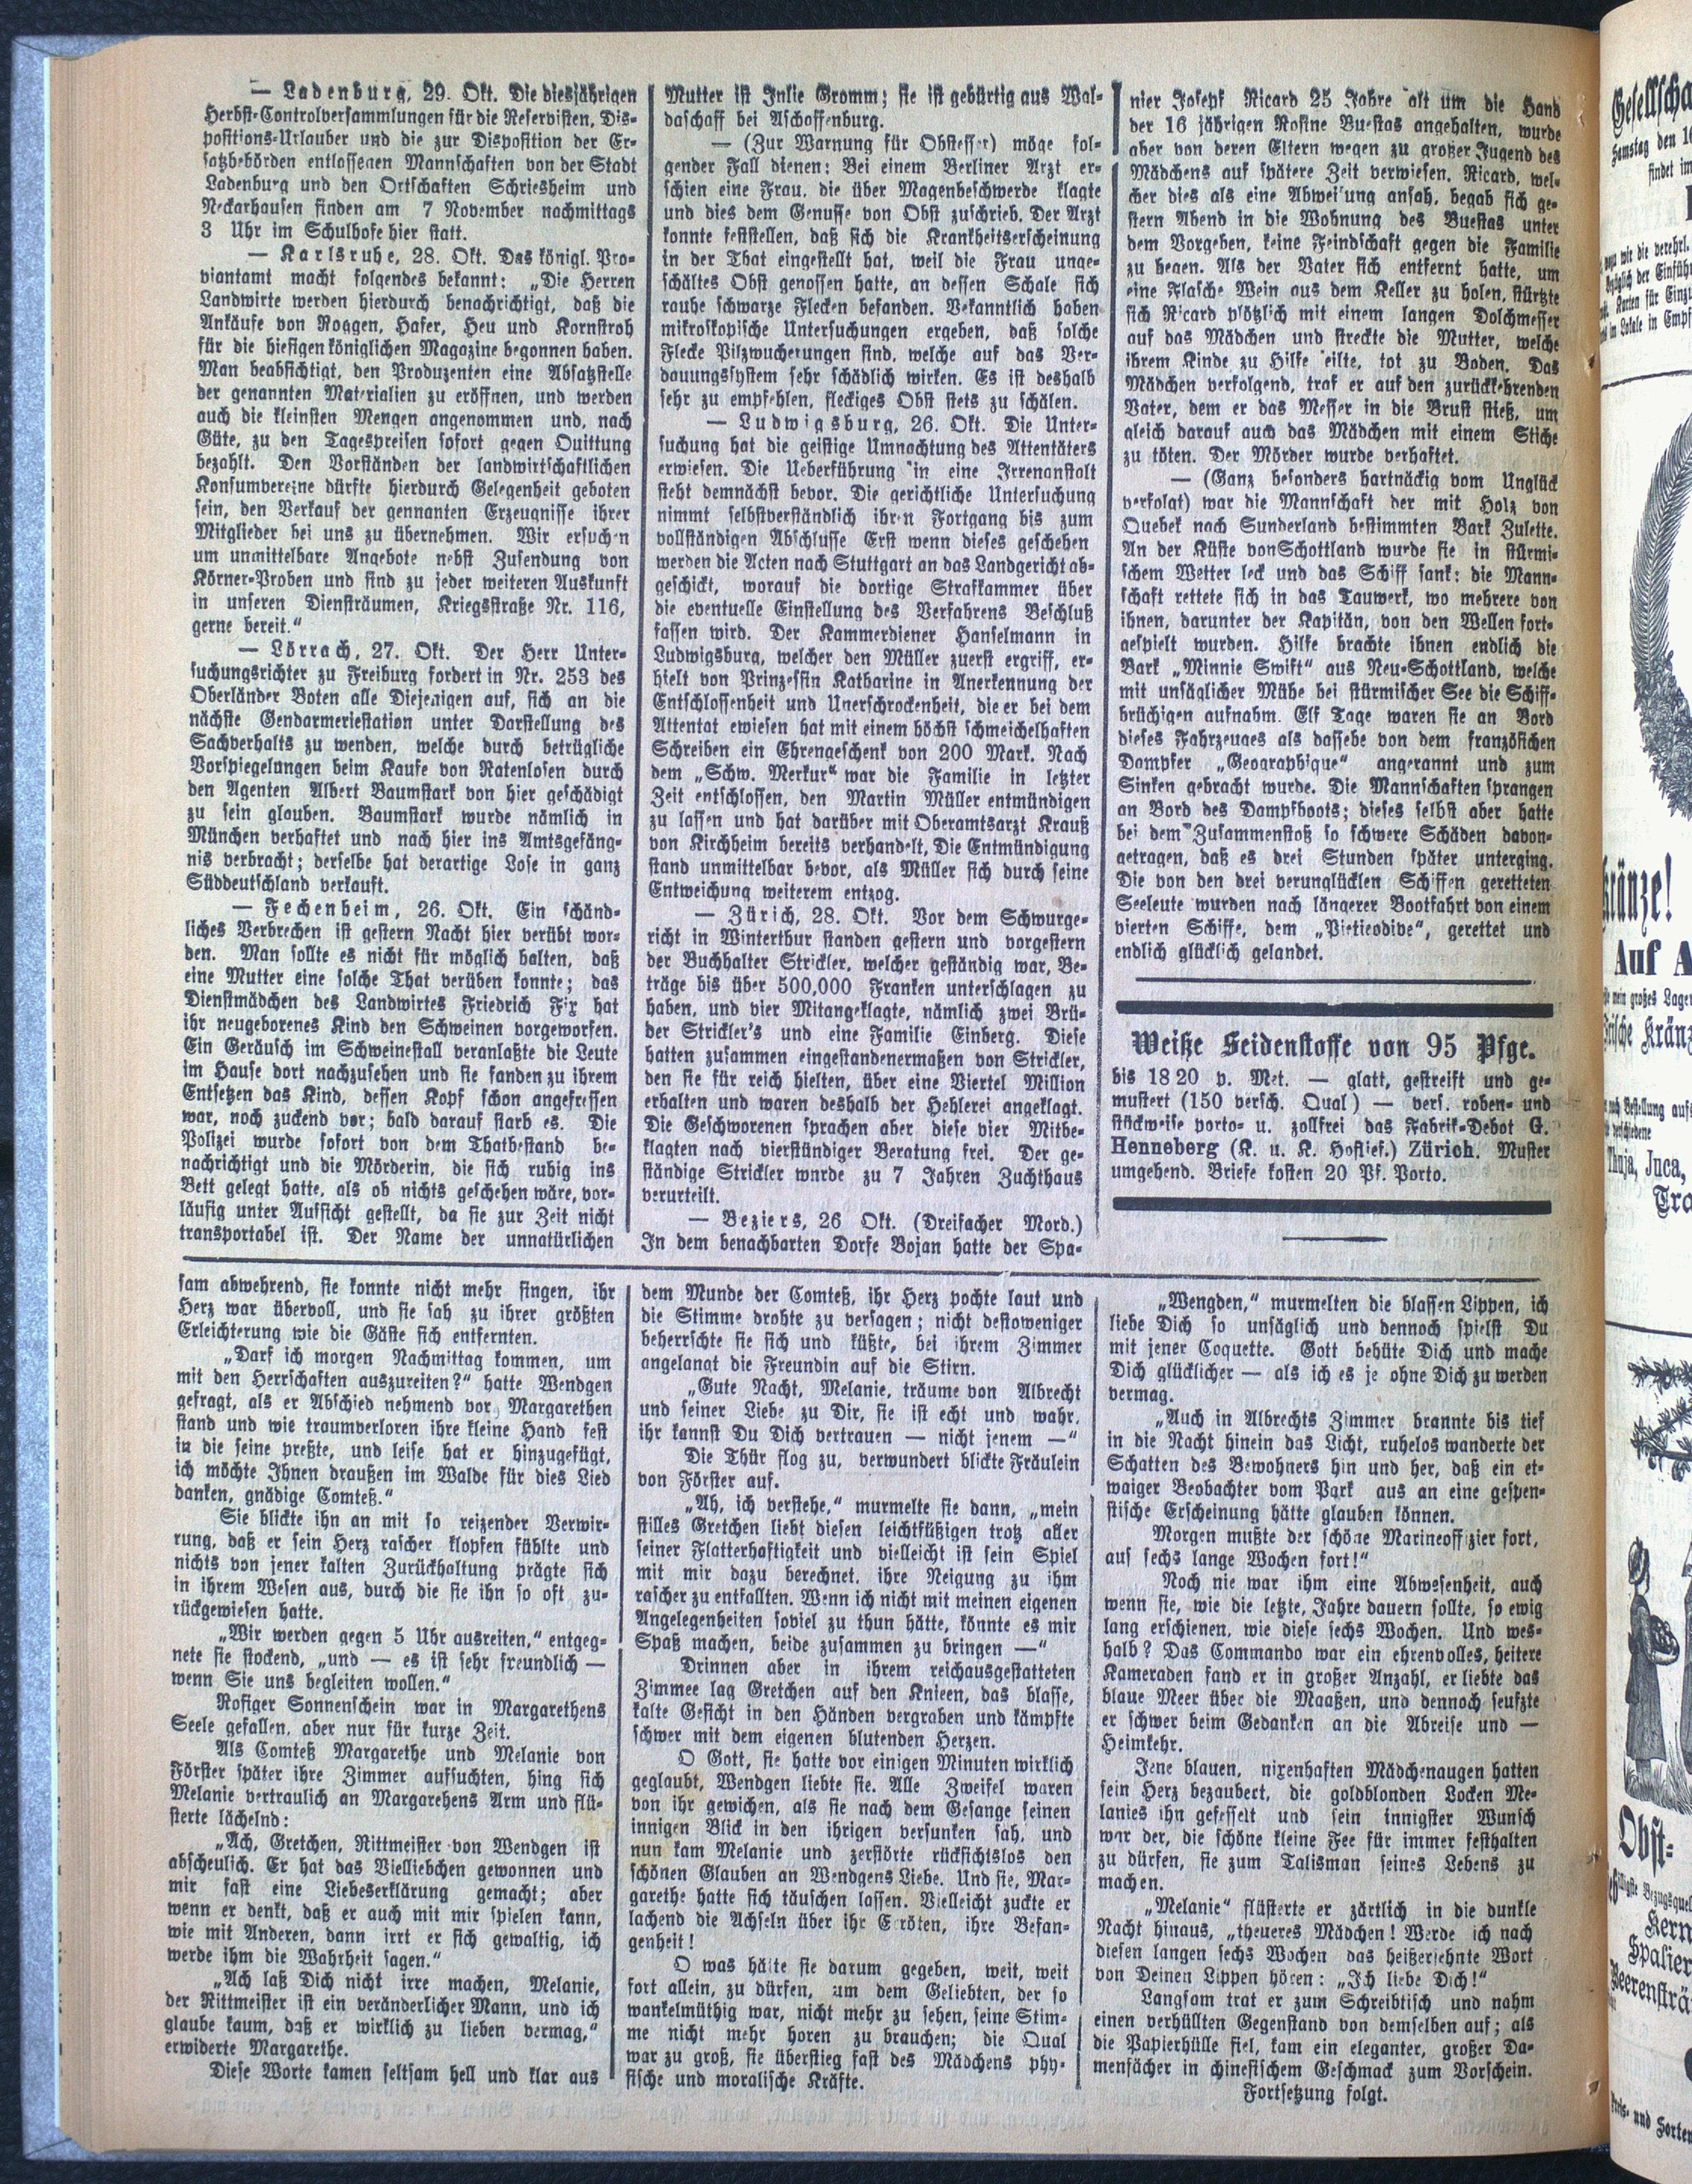 — Ladenburg, 29. Okt. Die diesjährigen
Herbst-Controlversammlungen für die Reservisten, Dis-
positions-Urlauber und die zur Disposition der Er-
satzbehörden entlossenen Mannschaften von der Stadt
Ladenburg und den Ortschaften Schriesheim und
Neckarhausen finden am 7 November nachmittags
3 Uhr im Schulhofe hier statt.
— Karlsruhe, 28. Okt. Das königl. Pro-
viantamt macht folgendes bekannt: „Die Herren
Landwirte werden hierdurch benachrichtigt, daß die
Ankäufe von Roggen, Hafer, Heu und Kornstroh
für die hiesigen königlichen Magazine begonnen haben.
Man beabsichtigt, den Produzenten eine Absatzstelle
der genannten Materialien zu eröffnen, und werden
auch die kleinsten Mengen angenommen und, nach
Güte, zu den Tagespreisen sofort gegen Quittung
bezahlt. Den Vorständen der landwirtschaftlichen
Konsumvereine dürfte hierdurch Gelegenheit geboten
sein, den Verkauf der gennanten Erzeugnisse ihrer
Mitglieder bei uns zu übernehmen. Wir ersuchen
um unmittelbare Angebote nebst Zusendung von
Körner-Proben und sind zu jeder weiteren Auskunft
in unseren Diensträumen, Kriegsstraße Nr. 116,
gerne bereit.“
— Lörrach, 27. Okt. Der Herr Unter-
suchungsrichter zu Freiburg fordert in Nr. 253 des
Oberländer Boten alle Diejenigen auf, sich an die
nächste Gendarmeriestation unter Darstellung des
Sachverhalts zu wenden, welche durch betrügliche
Vorspiegelungen beim Kaufe von Ratenlosen durch
den Agenten Albert Baumstark von hier geschädigt
zu sein glauben. Baumstark wurde nämlich in
München verhaftet und nach hier ins Amtsgefäng-
nis verbracht; derselbe hat derartige Lose in ganz
Süddeutschland verkauft.
— Fechenheim, 26. Okt. Ein schänd-
liches Verbrechen ist gestern Nacht hier verübt wor-
den. Man sollte es nicht für möglich halten, daß
eine Mutter eine solche That verüben konnte; das
Dienstmädchen des Landwirtes Friedrich Fix hat
ihr neugeborenes Kind den Schweinen vorgeworfen.
Ein Geräusch im Schweinestall veranlaßte die Leute
im Hause dort nachzusehen und sie fanden zu ihrem
Entsetzen das Kind, dessen Kopf schon angefressen
war, noch zuckend vor; bald darauf starb es. Die
Polizei wurde sofort von dem Thatbestand be-
nachrichtigt und die Mörderin, die sich ruhig ins
Bett gelegt hatte, als ob nichts geschehen wäre, vor-
läufig unter Aufsicht gestellt, da sie zur Zeit nicht
transportabel ist. Der Name der unnatürlichen
Mutter ist Julie Gromm; sie ist gebürtig aus Wal-
daschaff bei Aschaffenburg.
— (Zur Warnung für Obstesser) möge fol-
gender Fall dienen: Bei einem Berliner Arzt er-
schien eine Frau, die über Magenbeschwerde klagte
und dies dem Genusse von Obst zuschrieb. Der Arzt
konnte feststellen, daß sich die Krankheitserscheinung
in der That eingestellt hat, weil die Frau unge-
schältes Obst genossen hatte, an dessen Schale sich
rauhe schwarze Flecken befanden. Bekanntlich haben
mikroskopische Untersuchungen ergeben, daß solche
Flecke Pilzwucherungen sind, welche auf das Ver-
dauungssystem sehr schädlich wirken. Es ist deshalb
sehr zu empfehlen, fleckiges Obst stets zu schälen.
— Ludwigsburg, 26. Okt. Die Unter-
suchung hat die geistige Umnachtung des Attentäters
erwiesen. Die Ueberführung in eine Irrenanstalt
steht demnächst bevor. Die gerichtliche Untersuchung
nimmt selbstverständlich ihren Fortgang bis zum
vollständigen Abschlusse Erst wenn dieses geschehen
werden die Acten nach Stuttgart an das Landgericht ab-
geschickt, worauf die dortige Strafkammer über
die eventuelle Einstellung des Verfahrens Beschluß
fassen wird. Der Kammerdiener Hanselmann in
Ludwigsburg, welcher den Müller zuerst ergriff, er-
hielt von Prinzessin Katharine in Anerkennung der
Entschlossenheit und Unerschrockenheit, die er bei dem
Attentat ewiesen hat mit einem höchst schmeichelhaften
Schreiben ein Ehrengeschenk von 200 Mark. Nach
dem „Schw. Merkur“ war die Familie in letzter
Zeit entschlossen, den Martin Müller entmündigen
zu lassen und hat darüber mit Oberamtsarzt Krauß
von Kirchheim bereits verhandelt, Die Entmündigung
stand unmittelbar bevor, als Müller sich durch seine
Entweichung weiterem entzog.
— Zürich, 28. Okt. Vor dem Schwurge-
richt in Winterthur standen gestern und vorgestern
der Buchhalter Strickler, welcher geständig war, Be-
träge bis über 500,000 Franken unterschlagen zu
haben, und vier Mitangeklagte, nämlich zwei Brü-
der Strickler's und eine Familie Einberg. Diese
hatten zusammen eingestandenermaßen von Strickler,
den sie für reich hielten, über eine Viertel Million
erhalten und waren deshalb der Hehlerei angeklagt.
Die Geschworenen sprachen aber diese vier Mitbe-
klagten nach vierstündiger Beratung frei. Der ge-
ständige Strickler wnrde zu 7 Jahren Zuchthaus
verurteilt.
— Beziers, 26 Okt. (Dreifacher Mord.)
In dem benachbarten Dorfe Bojan hatte der Spa-
nier Joseph Ricard 25 Jahre alt um die Hand
der 16 jährigen Rosine Buestas angehalten, wurde
aber von deren Eltern wegen zu großer Jugend des
Mädchens auf spätere Zeit verwiesen. Ricard, wel-
cher dies als eine Abweisung ansah, begab sich ge-
stern Abend in die Wohnung des Buestas unter
dem Vorgeben, keine Feindschaft gegen die Familie
zu hegen. Als der Vater sich entfernt hatte, um
eine Flasche Wein aus dem Keller zu holen, stürtzte
sich Ricard plötzlich mit einem langen Dolchmesser
auf das Mädchen und streckte die Mutter, welche
ihrem Kinde zu Hilfe eilte, tot zu Boden. Das
Mädchen verfolgend, traf er auf den zurückkehrenden
Vater, dem er das Messer in die Brust stieß, um
gleich darauf auch das Mädchen mit einem Stiche
zu töten. Der Mörder wurde verhaftet.
— (Ganz besonders hartnäckig vom Unglück
verfolgt) war die Mannschaft der mit Holz von
Quebek nach Sunderland bestimmten Bark Zulette.
An der Küste von Schottland wurde sie in stürmi-
schem Wetter leck und das Schiff sank; die Mann-
schaft rettete sich in das Tauwerk, wo mehrere von
ihnen, darunter der Kapitän, von den Wellen fort-
gespielt wurden. Hilfe brachte ihnen endlich die
Bark „Minnie Swift“ aus Neu-Schottland, welche
mit unsäglicher Mühe bei stürmischer See die Schiff-
brüchigen aufnahm. Elf Tage waren sie an Bord
dieses Fahrzeuges als dassebe von dem französichen
Dampfer „Geographique“ angerannt und zum
Sinken gebracht wurde. Die Mannschaften sprangen
an Bord des Dampfboots; dieses selbst aber hatte
bei dem Zusammenstoß so schwere Schäden davon-
getragen, daß es drei Stunden später unterging.
Die von den drei verunglücklen Schiffen geretteten
Seeleute wurden nach längerer Bootfahrt von einem
vierten Schiffe, dem „Pietieodive“, gerettet und
endlich glücklich gelandet.
Weiße Seidenstoffe von 95 Pfge.
bis 18 20 p. Met. — glatt, gestreift und ge-
mustert (150 versch. Qual) — vers. roben- und
stückweise porto- u. zollfrei das Fabrik-Debot G.
Henneberg (K. u. K. Hoflief.) Zürich. Muster
umgehend. Briefe kosten 20 Pf. Porto.
sam abwehrend, sie konnte nicht mehr singen, ihr
Herz war übervoll, und sie sah zu ihrer größten
Erleichterung wie die Gäste sich entfernten.
„Darf ich morgen Nachmittag kommen, um
mit den Herrschaften auszureiten?“ hatte Wendgen
gefragt, als er Abschied nehmend vor Margarethen
stand und wie traumverloren ihre kleine Hand fest
in die seine preßte, und leise hat er hinzugefügt,
ich möchte Ihnen draußen im Walde für dies Lied
danken, gnädige Comteß.“
Sie blickte ihn an mit so reizender Verwir-
rung, daß er sein Herz rascher klopfen fühlte und
nichts von jener kalten Zurückhaltung prägte sich
in ihrem Wesen aus, durch die sie ihn so oft zu-
rückgewiesen hatte.
„Wir werden gegen 5 Uhr ausreiten,“ entgeg-
nete sie stockend, „und — es ist sehr freundlich —
wenn Sie uns begleiten wollen.“
Rosiger Sonnenschein war in Margarethens
Seele gefallen, aber nur für kurze Zeit.
Als Comteß Margarethe und Melanie von
Förster später ihre Zimmer aufsuchten, hing sich
Melanie vertraulich an Margarehens Arm und flü-
sterte lächelnd:
„Ach, Gretchen, Rittmeister von Wendgen ist
abscheulich. Er hat das Vielliebchen gewonnen und
mir fast eine Liebeserklärung gemacht; aber
wenn er denkt, daß er auch mit mir spielen kann,
wie mit Anderen, dann irrt er sich gewaltig, ich
werde ihm die Wahrheit sagen.“
„Ach laß Dich nicht irre machen, Melanie,
der Rittmeister ist ein veränderlicher Mann, und ich
glaube kaum, daß er wirklich zu lieben vermag,“
erwiderte Margarethe.
Diese Worte kamen seltsam hell und klar aus
dem Munde der Comteß, ihr Herz pochte laut und
die Stimme drohte zu versagen; nicht destoweniger
beherrschte sie sich und küßte, bei ihrem Zimmer
angelangt die Freundin auf die Stirn.
„Gute Nacht, Melanie, träume von Albrecht
und seiner Liebe zu Dir, sie ist echt und wahr,
ihr kannst Du Dich vertrauen — nicht jenem —“
Die Thür flog zu, verwundert blickte Fräulein
von Förster auf.
„Ah, ich verstehe,“ murmelte sie dann, „mein
stilles Gretchen liebt diesen leichtfüßigen trotz aller
seiner Flatterhaftigkeit und vielleicht ist sein Spiel
mit mir dazu berechnet, ihre Neigung zu ihm
rascher zu entfallten. Wenn ich nicht mit meinen eigenen
Angelegenheiten soviel zu thun hätte, könnte es mir
Spaß machen, beide zusammen zu bringen —“
Drinnen aber in ihrem reichausgestatteten
Zimmee lag Gretchen auf den Knieen, das blasse,
kalte Gesicht in den Händen vergraben und kämpfte
schwer mit dem eigenen blutenden Herzen.
O Gott, sie hatte vor einigen Minuten wirklich
geglaubt, Wendgen liebte sie. Alle Zweifel waren
von ihr gewichen, als sie nach dem Gesange seinen
innigen Blick in den ihrigen versunken sah, und
nun kam Melanie und zerstörte rücksichtslos den
schönen Glauben an Wendgens Liebe. Und sie, Mar-
garethe hatte sich täuschen lassen. Vielleicht zuckte er
lachend die Achseln über ihr Erröten, ihre Befan-
genheit!
O was hätte sie darum gegeben, weit, weit
fort allein, zu dürfen, um dem Geliebten, der so
wankelmüthig war, nicht mehr zu sehen, seine Stim-
me nicht mehr horen zu brauchen; die Qual
war zu groß, sie überstieg fast des Mädchens phy-
sische und moralische Kräfte.
„Wengden,“ murmelten die blassen Lippen, ich
liebe Dich so unsäglich und dennoch spielst Du
mit jener Coquette. Gott behüte Dich und mache
Dich glücklicher — als ich es je ohne Dich zu werden
vermag.
„Auch in Albrechts Zimmer brannte bis tief
in die Nacht hinein das Licht, ruhelos wanderte der
Schatten des Bewohners hin und her, daß ein et-
waiger Beobachter vom Park aus an eine gespen-
stische Erscheinung hätte glauben können.
Morgen mußte der schöne Marineoffizier fort,
auf sechs lange Wochen fort!“
Noch nie war ihm eine Abwesenheit, auch
wenn sie, wie die letzte, Jahre dauern sollte, so ewig
lang erschienen, wie diese sechs Wochen. Und wes-
halb? Das Commando war ein ehrenvolles, heitere
Kameraden fand er in großer Anzahl, er liebte das
blaue Meer über die Maaßen, und dennoch seufzte
er schwer beim Gedanken an die Abreise und —
Heimkehr.
Jene blauen, nixenhaften Mädchenaugen hatten
sein Herz bezaubert, die goldblonden Locken Me-
lanies ihn gefesselt und sein innigster Wunsch
war der, die schöne kleine Fee für immer festhalten
zu dürfen, sie zum Talisman seines Lebens zu
machen.
„Melanie“ flüsterte er zärtlich in die dunkle
Nacht hinaus, „theueres Mädchen! Werde ich nach
diesen langen sechs Wochen das heißersehnte Wort
von Deinen Lippen hören: „Ich liebe Dich!“
Langsam trat er zum Schreibtisch und nahm
einen verhüllten Gegenstand von demselben auf; als
die Papierhülle fiel, kam ein eleganter, großer Da-
menfächer in chinesischem Geschmack zum Vorschein.
Fortsetzung folgt.
Samstag den
findet im
wie die verehrl.
Karten für
Kränze!
Auf A
mein großes
Thuja, Juca,
Obst-
Spalier
und Sorten